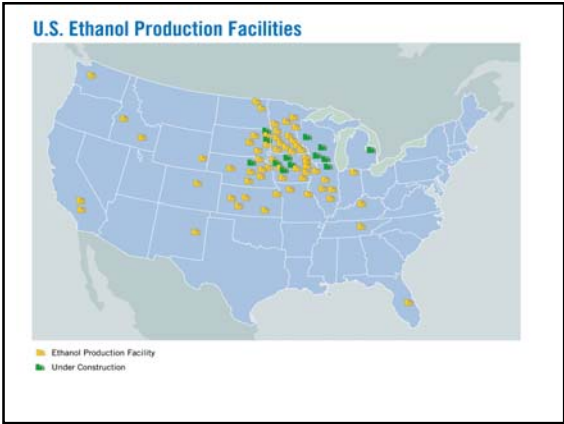 U.S. Ethanol Production Facilities
Ethanol Production Facility
Under Construction